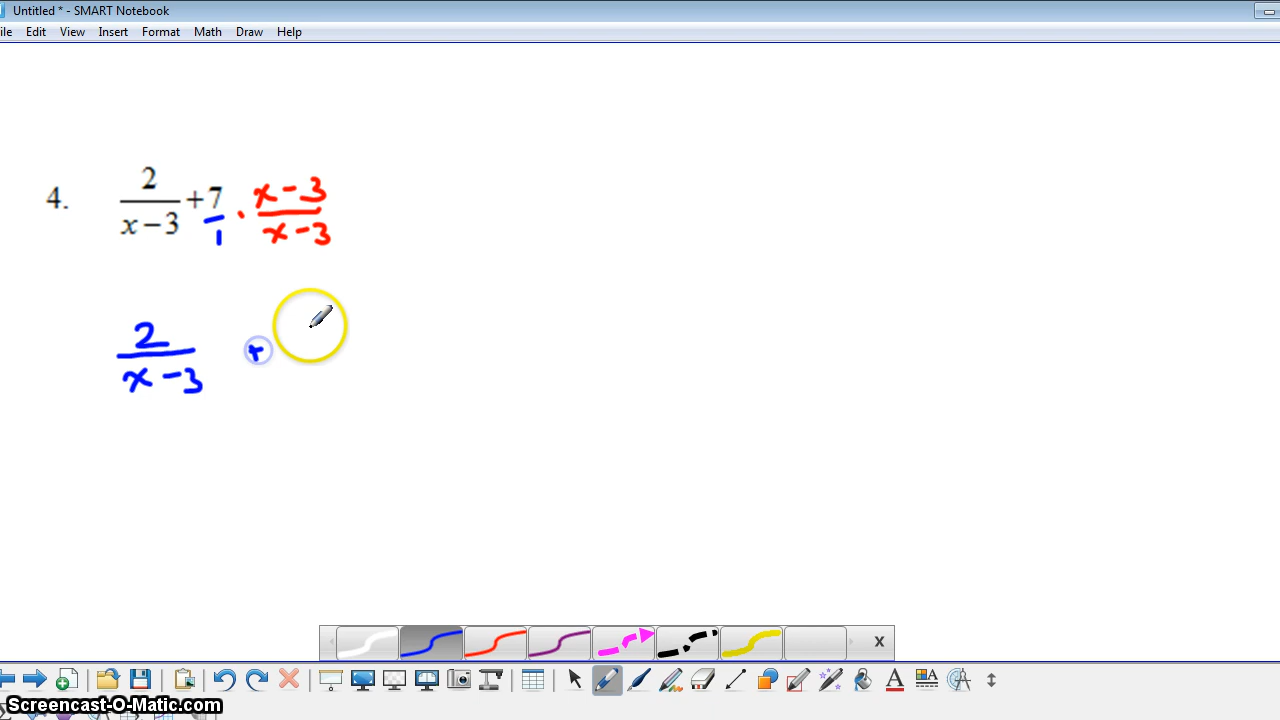 Untitled * - SMART Notebook
ile Edit View Insert Format Math Draw Help
4. 2/(x-3) + 7/1 · (x-3)/(x-3)
2/(x-3) +
A
x
Screencast-O-Matic.com